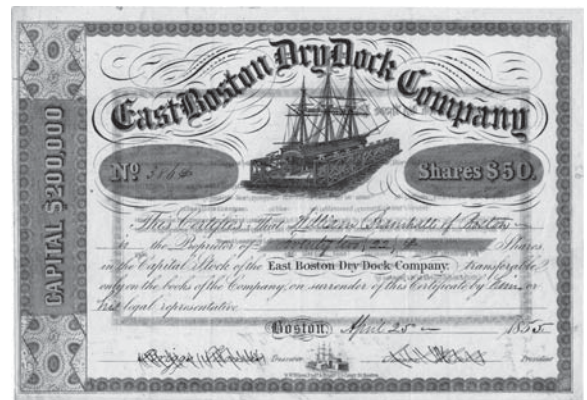 East Boston Dry Dock Company
CAPITAL $200,000
No
Shares $50.
This Certifies, That William of Boston
is the Proprietor of twenty two, 22 Shares
in the Capital Stock of the East Boston Dry Dock Company. Transferable
only on the books of the Company, on surrender of this Certificate by him or
his legal representative
Boston, April 25 1855
Treasurer President